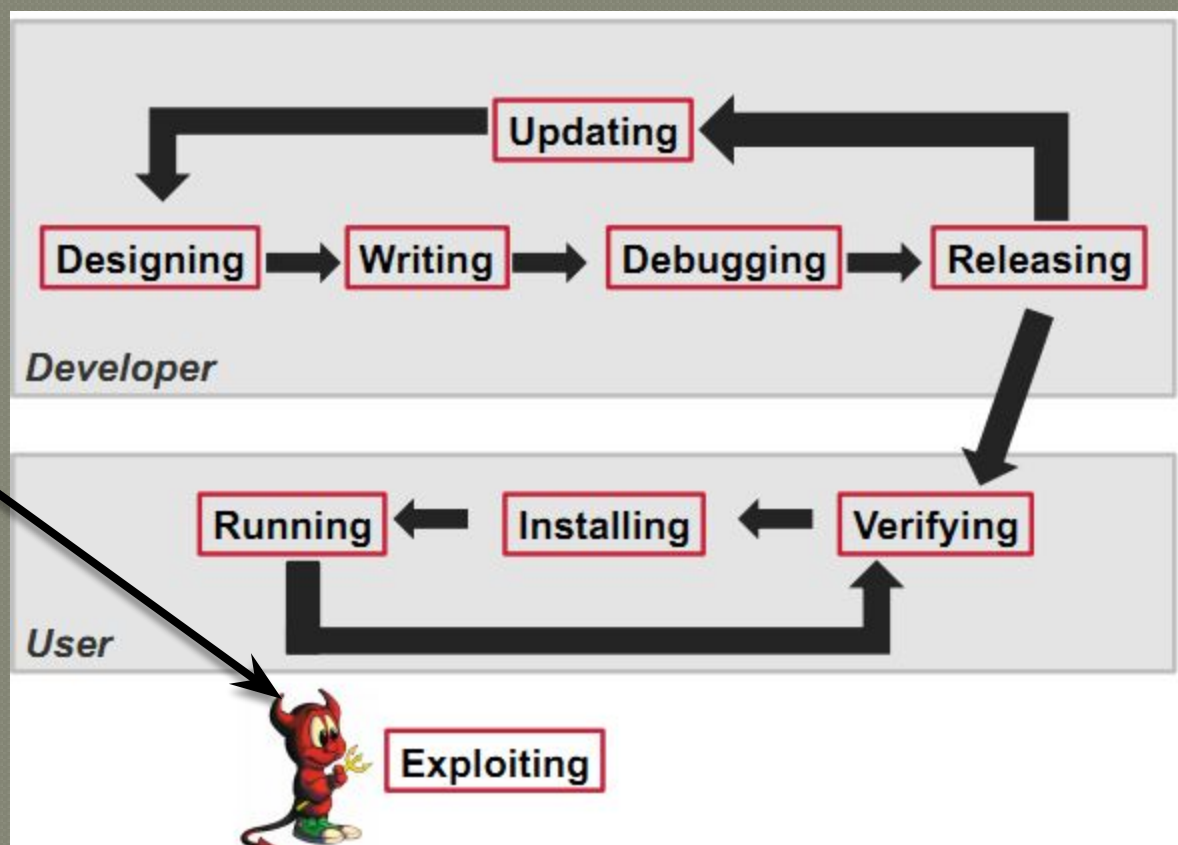 Updating
Designing
Writing
Debugging
Releasing
Developer
Running
Installing
Verifying
User
Exploiting